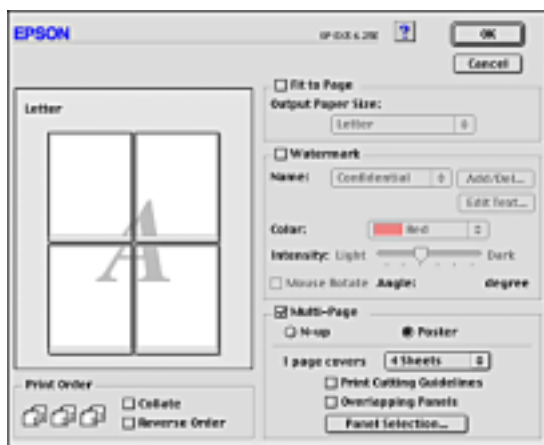 EPSON
OK
Cancel
Letter
A
Fit to Page
Output Paper Size:
Letter
Watermark
Name: Confidential Add/Del...
Edit Text...
Color: Red
Intensity: Light Dark
Mouse Rotate Angle: degree
Multi-Page
N-up Poster
1 page covers 4 Sheets
Print Cutting Guidelines
Overlapping Panels
Panel Selection...
Print Order
Collate
Reverse Order